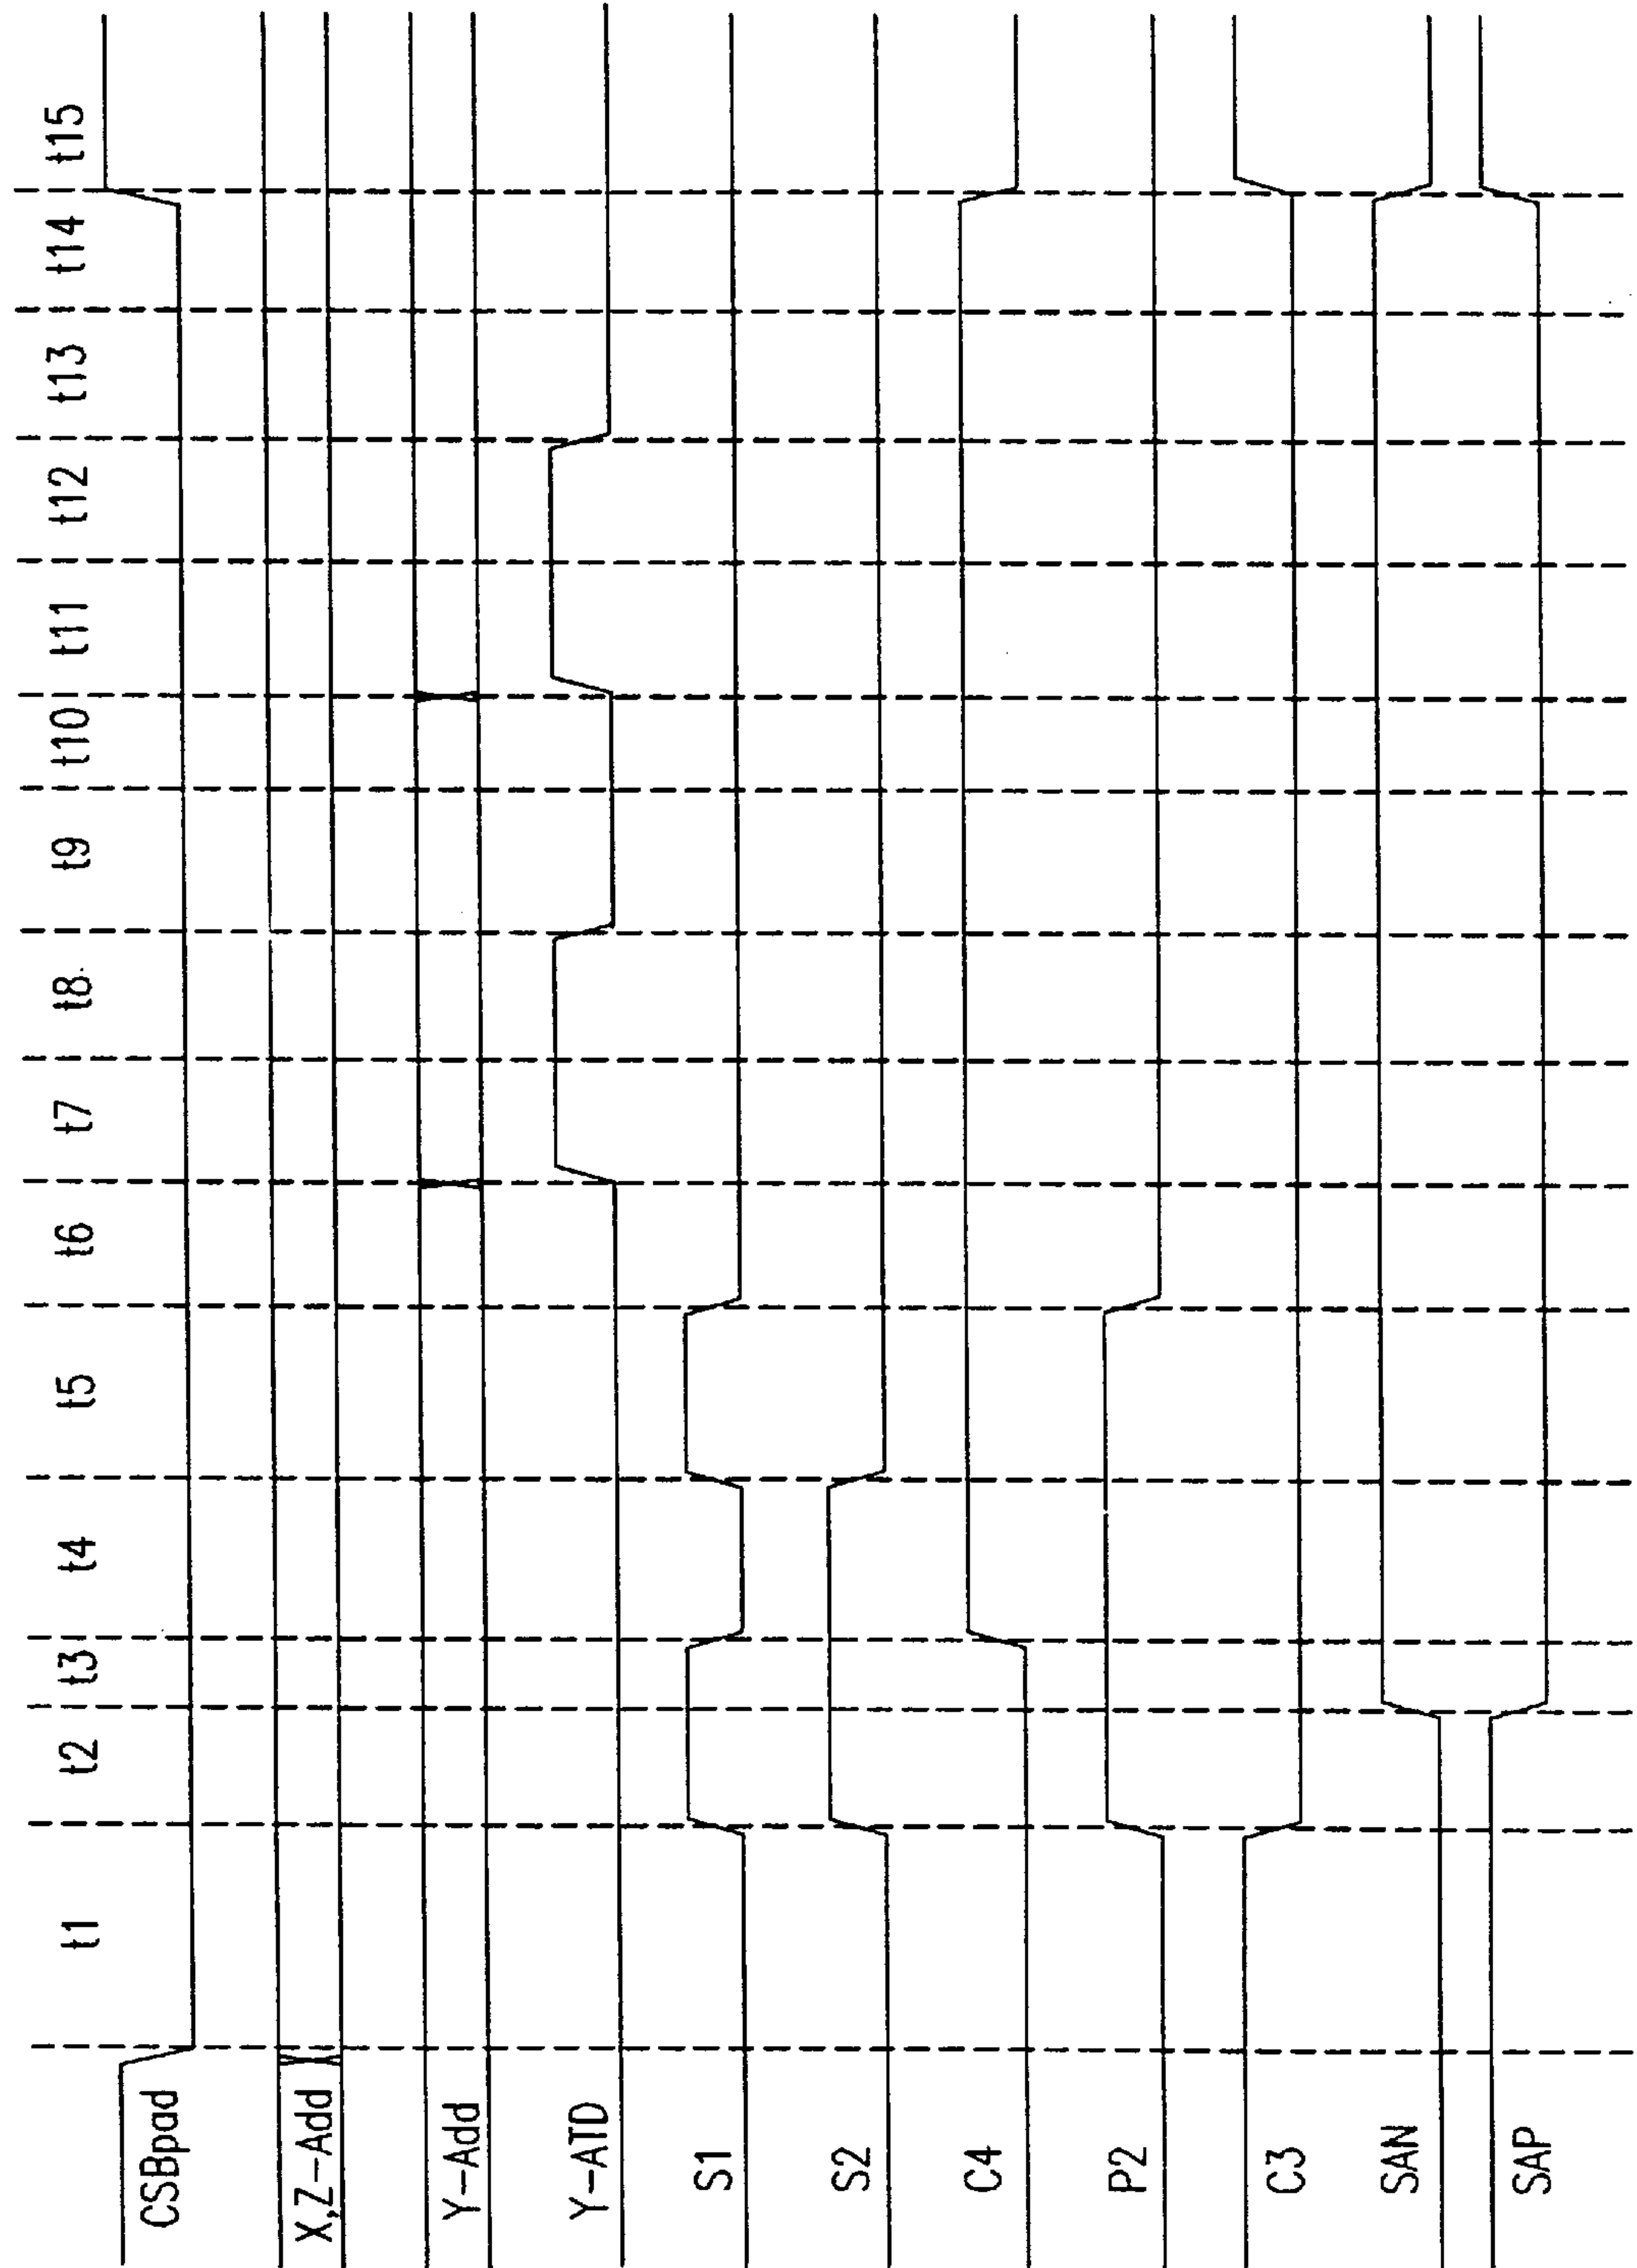 t1 t2 t3 t4 t5 t6 t7 t8 t9 t10 t11 t12 t13 t14 t15
CSBpad
X,Z-Add
Y-Add
Y-ATD
S1
S2
C4
P2
C3
SAN
SAP